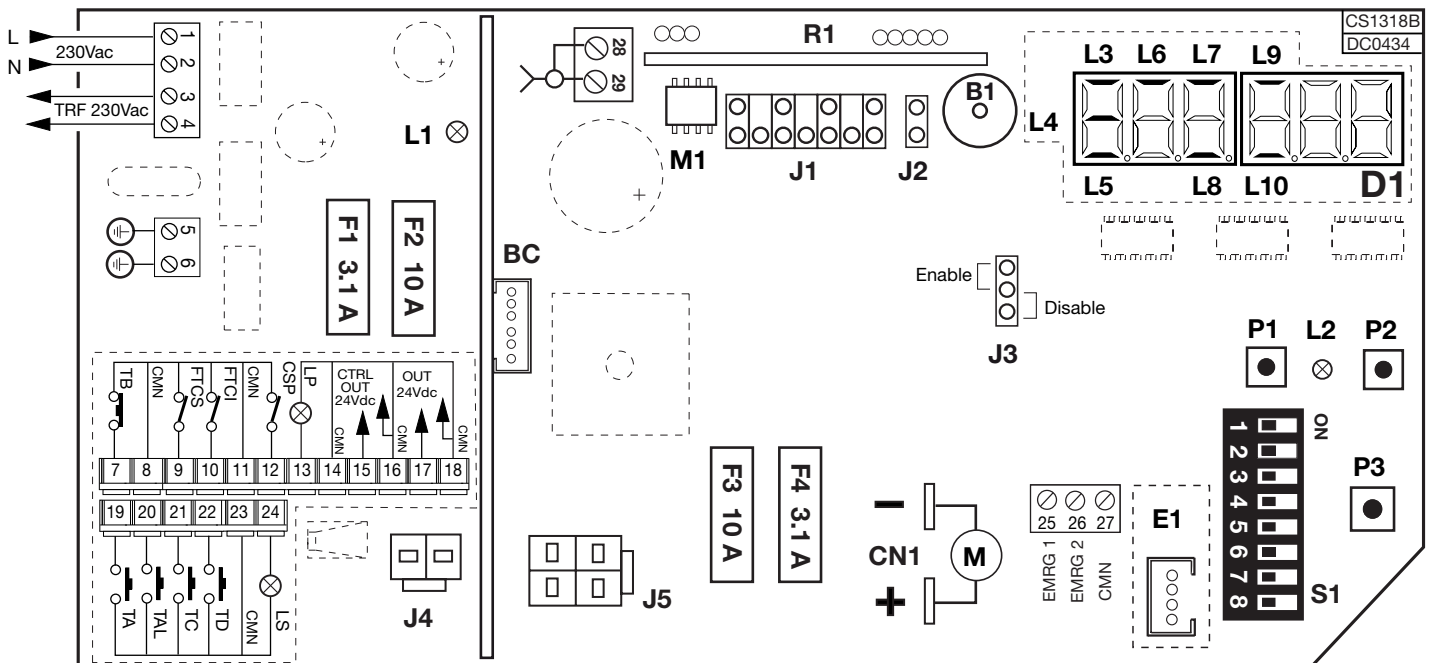 CS1318B
DC0434
L
N
230Vac
TRF 230Vac
1
2
3
4
5
6
L1
F1 3.1 A
F2 10 A
BC
28
29
R1
M1
J1
J2
B1
L3 L6 L7 L9
L4
L5 L8 L10
D1
Enable
Disable
J3
P1 L2 P2
P3
ON
1
2
3
4
5
6
7
8
S1
TB
CMN
FTCS
FTCI
CMN
CSP
LP
CTRL
OUT
24Vdc
CMN
CMN
OUT
24Vdc
CMN
7 8 9 10 11 12 13 14 15 16 17 18
19 20 21 22 23 24
TA
TAL
TC
TD
CMN
LS
J4
J5
F3 10 A
F4 3.1 A
CN1
M
25 26 27
EMRG 1
EMRG 2
CMN
E1